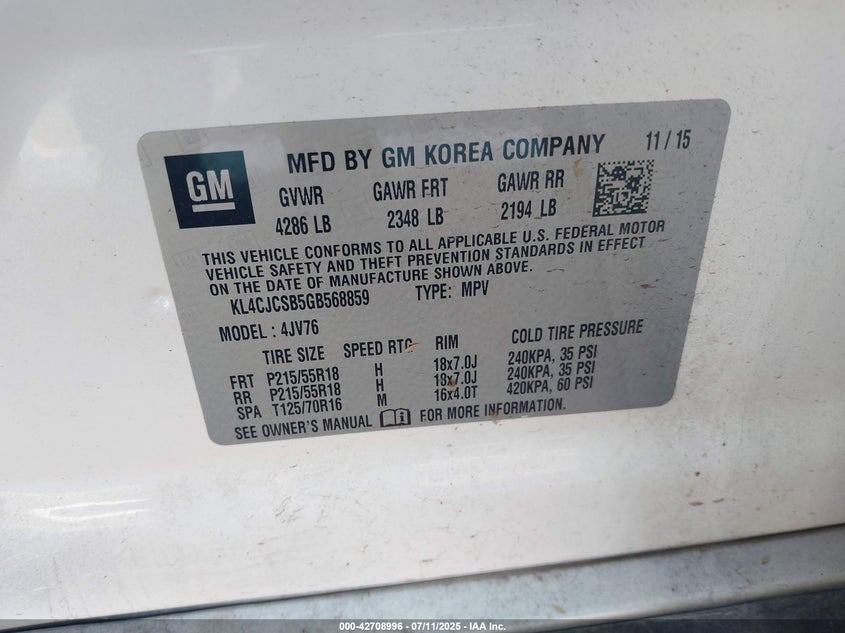 GM
MFD BY GM KOREA COMPANY 11 / 15
GVWR GAWR FRT GAWR RR
4286 LB 2348 LB 2194 LB
THIS VEHICLE CONFORMS TO ALL APPLICABLE U.S. FEDERAL MOTOR
VEHICLE SAFETY AND THEFT PREVENTION STANDARDS IN EFFECT
ON THE DATE OF MANUFACTURE SHOWN ABOVE.
KL4CJCSB5GB568859 TYPE: MPV
MODEL : 4JV76
TIRE SIZE SPEED RTG RIM COLD TIRE PRESSURE
FRT P215/55R18 H 18x7.0J 240KPA, 35 PSI
RR P215/55R18 H 18x7.0J 240KPA, 35 PSI
SPA T125/70R16 M 16x4.0T 420KPA, 60 PSI
SEE OWNER'S MANUAL FOR MORE INFORMATION.
000-42708996 - 07/11/2025 - IAA Inc.